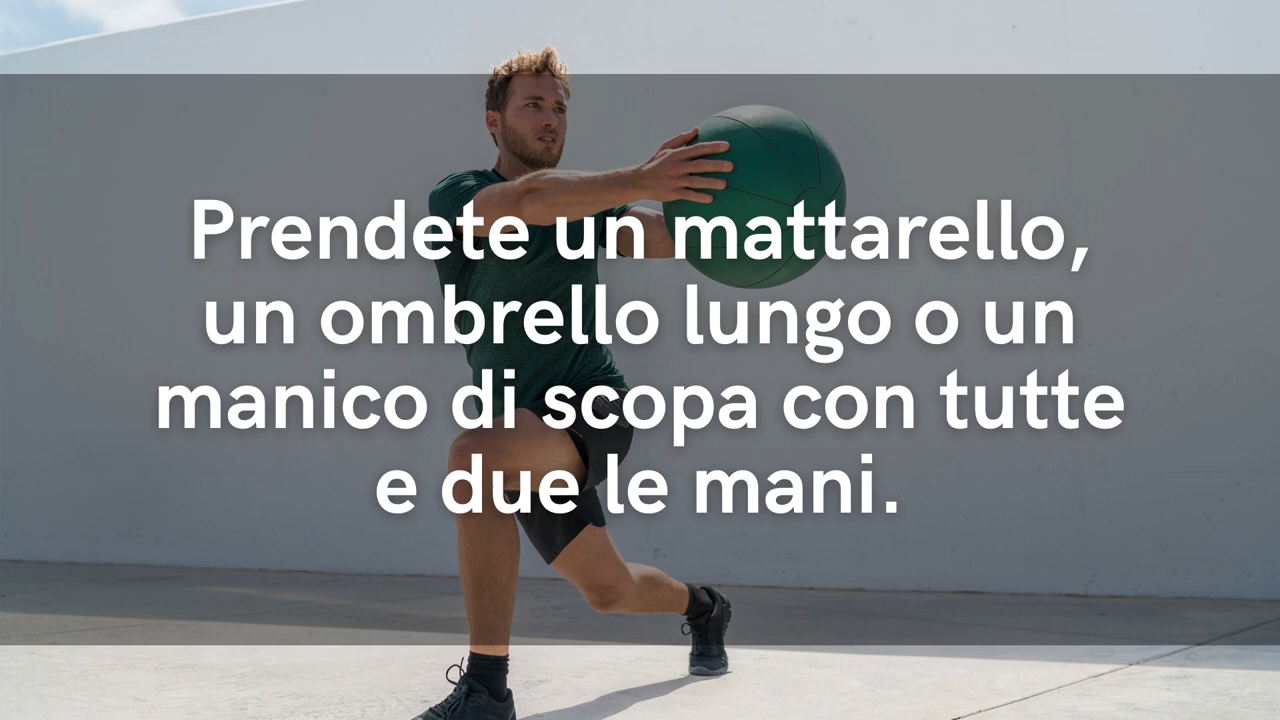 Prendete un mattarello,
un ombrello lungo o un
manico di scopa con tutte
e due le mani.